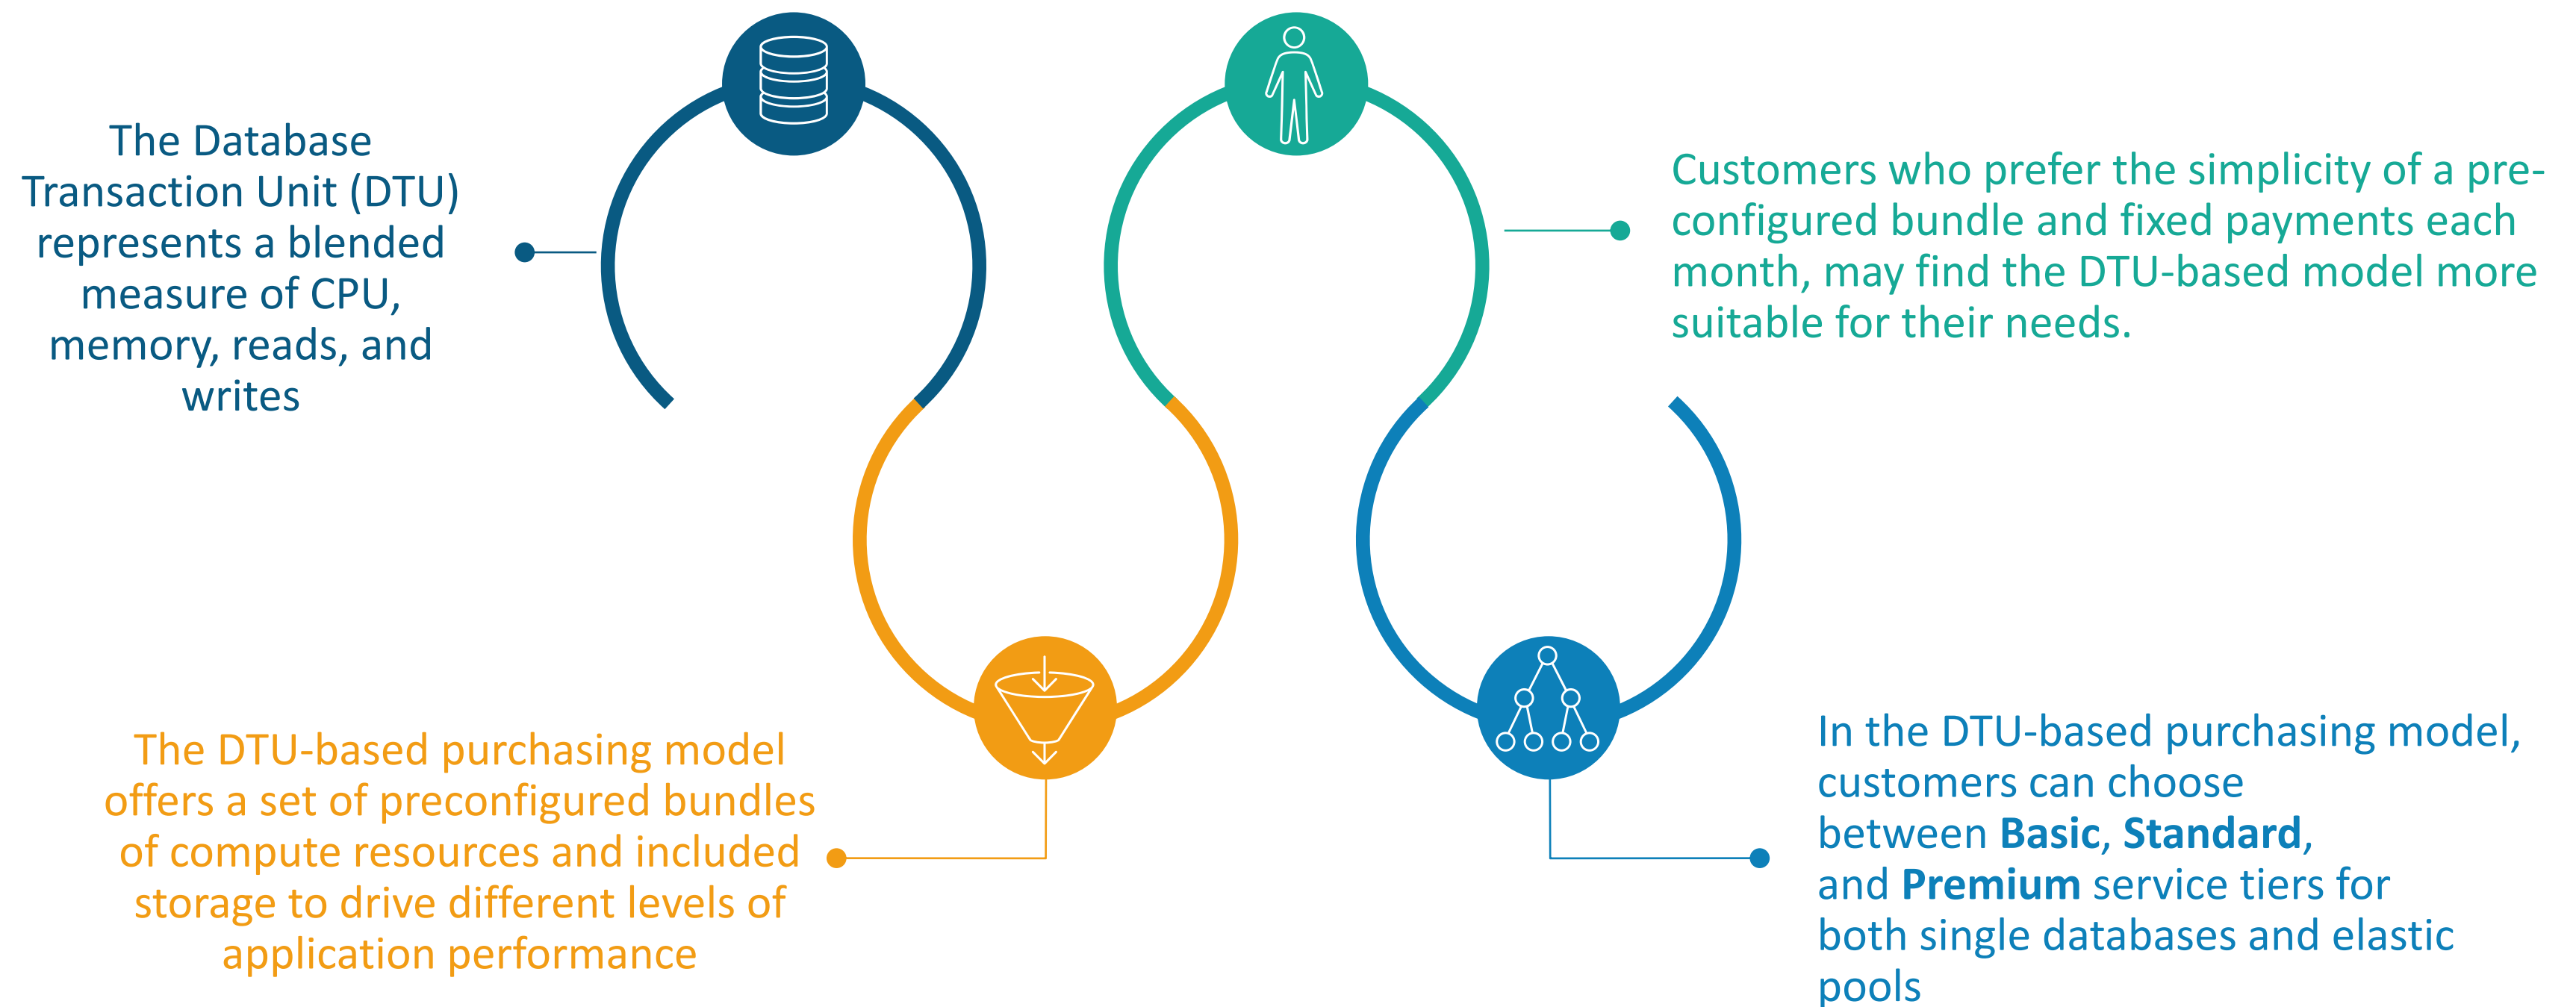 The Database
Transaction Unit (DTU)
represents a blended
measure of CPU,
memory, reads, and
writes
The DTU-based purchasing model
offers a set of preconfigured bundles
of compute resources and included
storage to drive different levels of
application performance
Customers who prefer the simplicity of a pre-
configured bundle and fixed payments each
month, may find the DTU-based model more
suitable for their needs.
In the DTU-based purchasing model,
customers can choose
between Basic, Standard,
and Premium service tiers for
both single databases and elastic
pools